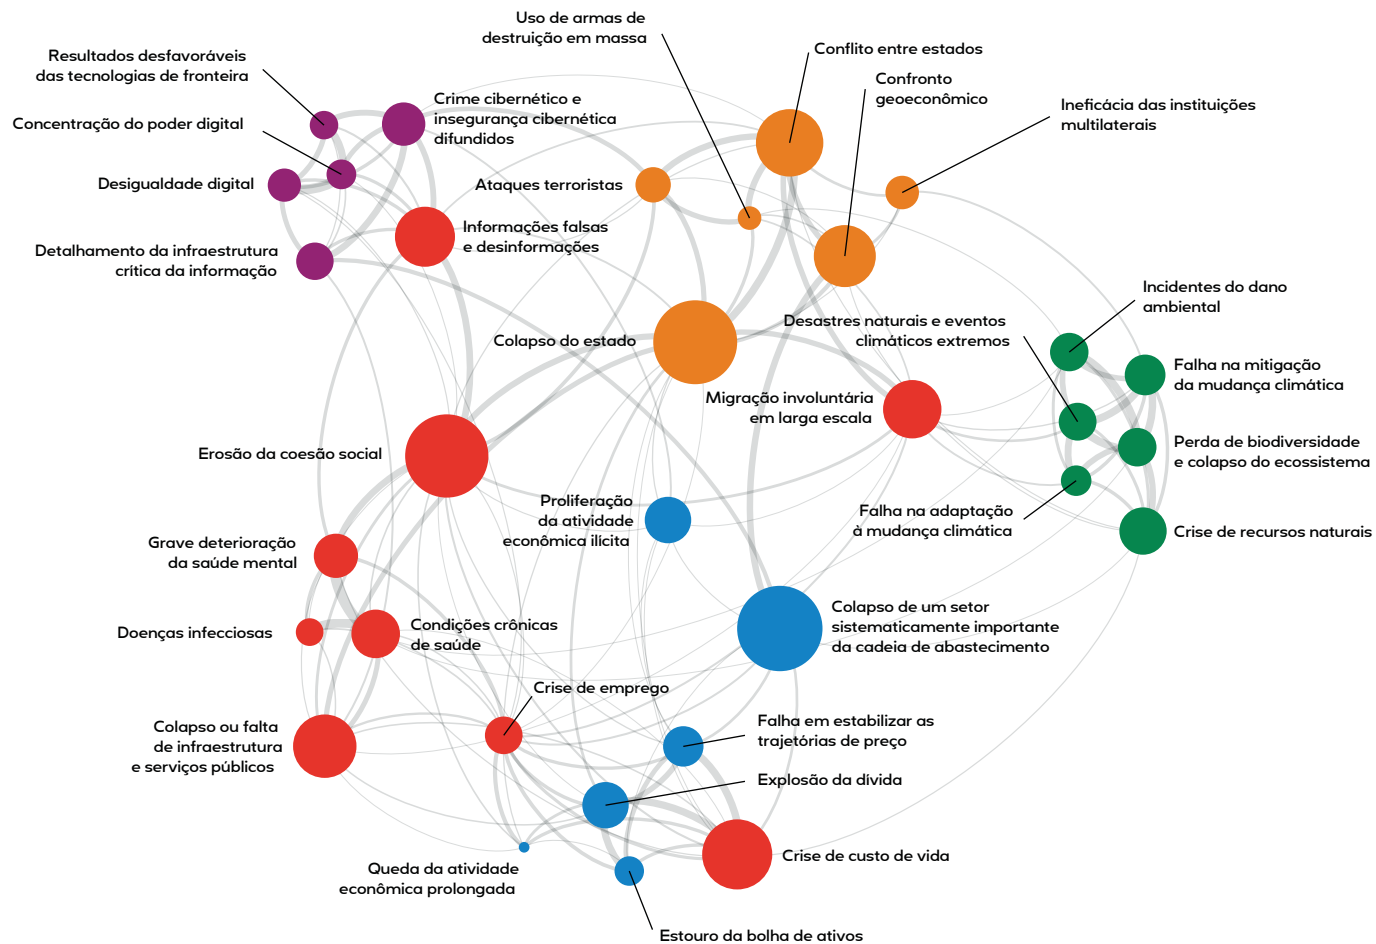 Uso de armas de
destruição em massa
Conflito entre estados
Resultados desfavoráveis
das tecnologias de fronteira
Confronto
geoeconômico
Crime cibernético e
insegurança cibernética
difundidos
Ineficácia das instituições
multilaterais
Concentração do poder digital
Desigualdade digital
Ataques terroristas
Informações falsas
e desinformações
Detalhamento da infraestrutura
crítica da informação
Incidentes do dano
ambiental
Desastres naturais e eventos
climáticos extremos
Colapso do estado
Falha na mitigação
da mudança climática
Migração involuntária
em larga escala
Erosão da coesão social
Perda de biodiversidade
e colapso do ecossistema
Proliferação
da atividade
econômica ilícita
Falha na adaptação
à mudança climática
Crise de recursos naturais
Grave deterioração
da saúde mental
Doenças infecciosas
Condições crônicas
de saúde
Colapso de um setor
sistematicamente importante
da cadeia de abastecimento
Crise de emprego
Colapso ou falta
de infraestrutura
e serviços públicos
Falha em estabilizar as
trajetórias de preço
Explosão da dívida
Crise de custo de vida
Queda da atividade
econômica prolongada
Estouro da bolha de ativos